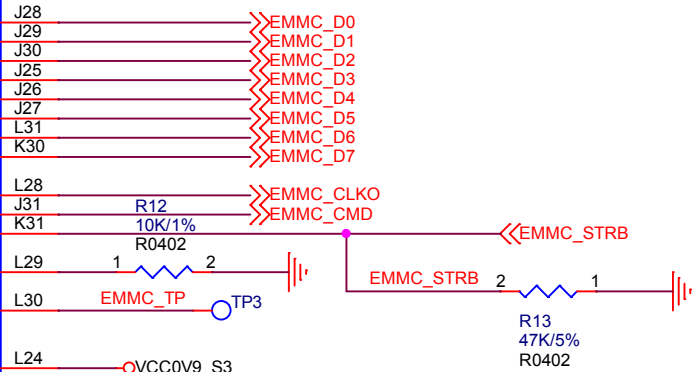 J28 EMMC_D0
J29 EMMC_D1
J30 EMMC_D2
J25 EMMC_D3
J26 EMMC_D4
J27 EMMC_D5
L31 EMMC_D6
K30 EMMC_D7
L28 EMMC_CLKO
J31 R12 EMMC_CMD
K31 10K/1% EMMC_STRB
R0402
L29 1 2
EMMC_STRB 2 1
L30 EMMC_TP TP3
R13
47K/5%
R0402
L24 VCC0V9_S3